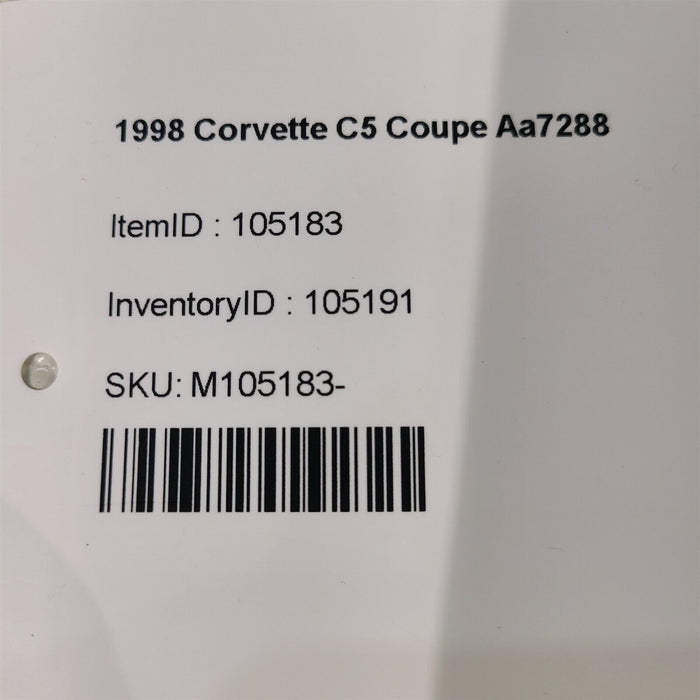 1998 Corvette C5 Coupe Aa7288
ItemID : 105183
InventoryID : 105191
SKU: M105183-